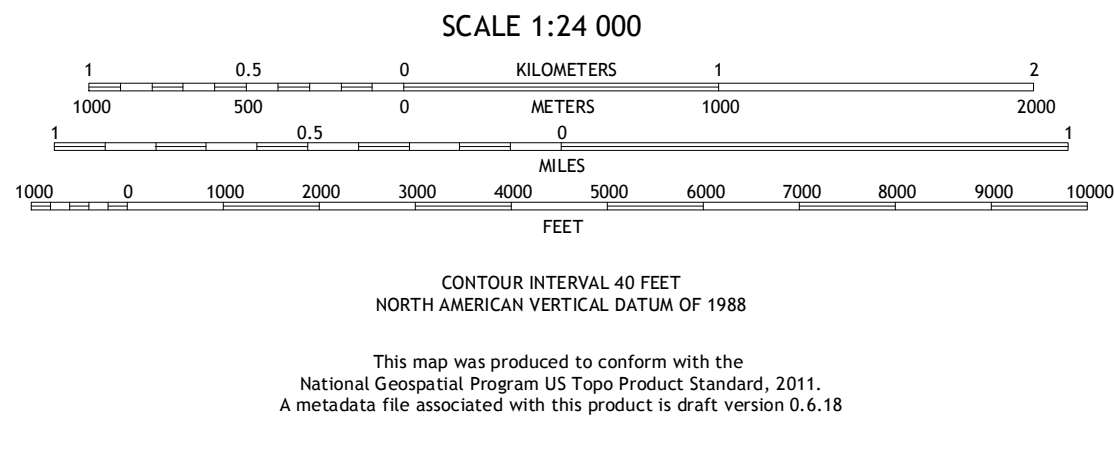 SCALE 1:24 000
1 0.5 0 KILOMETERS 1 2
1000 500 0 METERS 1000 2000
1 0.5 0 1
MILES
1000 0 1000 2000 3000 4000 5000 6000 7000 8000 9000 10000
FEET
CONTOUR INTERVAL 40 FEET
NORTH AMERICAN VERTICAL DATUM OF 1988
This map was produced to conform with the
National Geospatial Program US Topo Product Standard, 2011.
A metadata file associated with this product is draft version 0.6.18